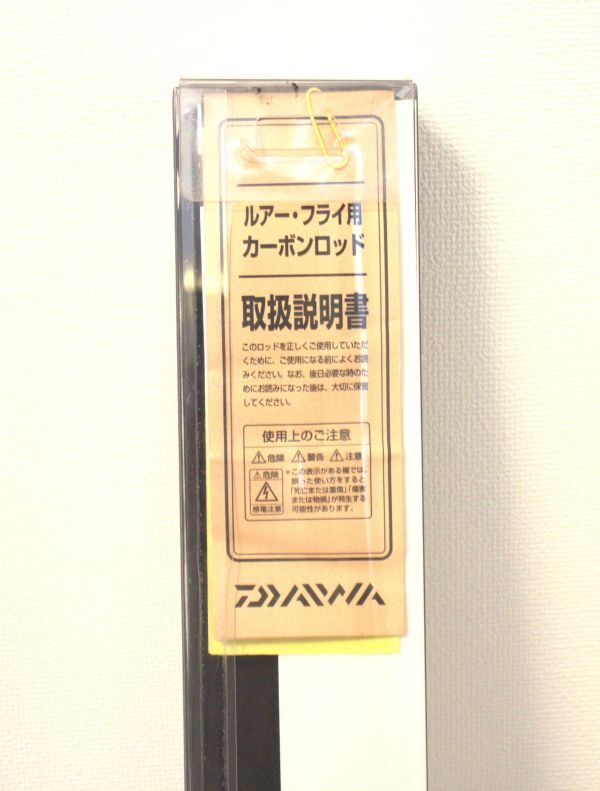 ルアー・フライ用
カーボンロッド
取扱説明書
このロッドを正しくご使用していただ
くために、ご使用になる前によくお読
みください。なお、後日必要な時のた
めにお読みになった後は、大切に保管
してください。
使用上のご注意
危険 警告 注意
危険
感電注意
*この表示がある欄では、
誤った使い方をすると
「死亡または重傷」「傷害
または物損」が発生する
可能性があります。
DAIWA